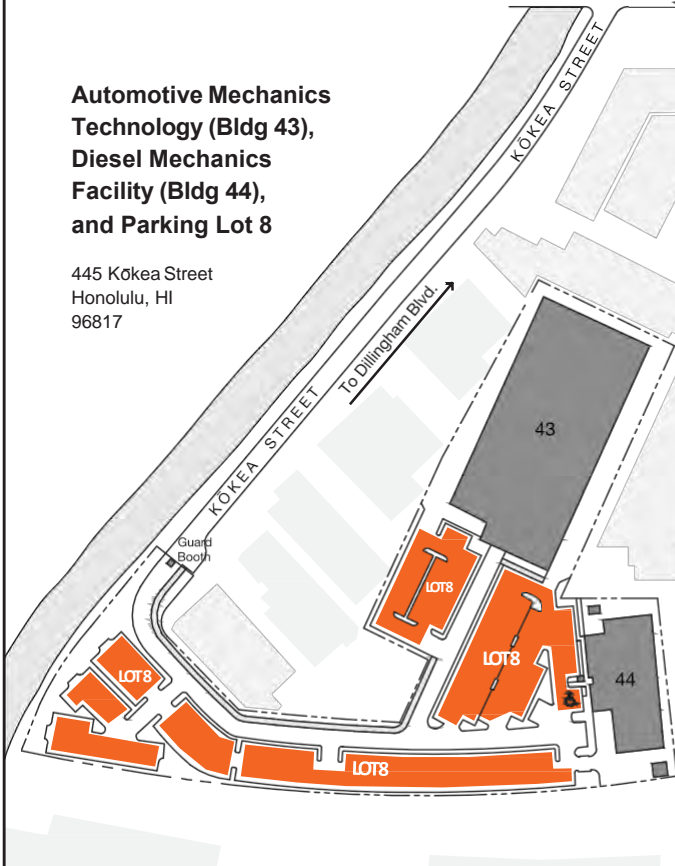 Automotive Mechanics
Technology (Bldg 43),
Diesel Mechanics
Facility (Bldg 44),
and Parking Lot 8
445 Kōkea Street
Honolulu, HI
96817
KŌKEA STREET
To Dillingham Blvd.
KŌKEA STREET
43
Guard
Booth
LOT8
LOT8
LOT8
44
LOT8